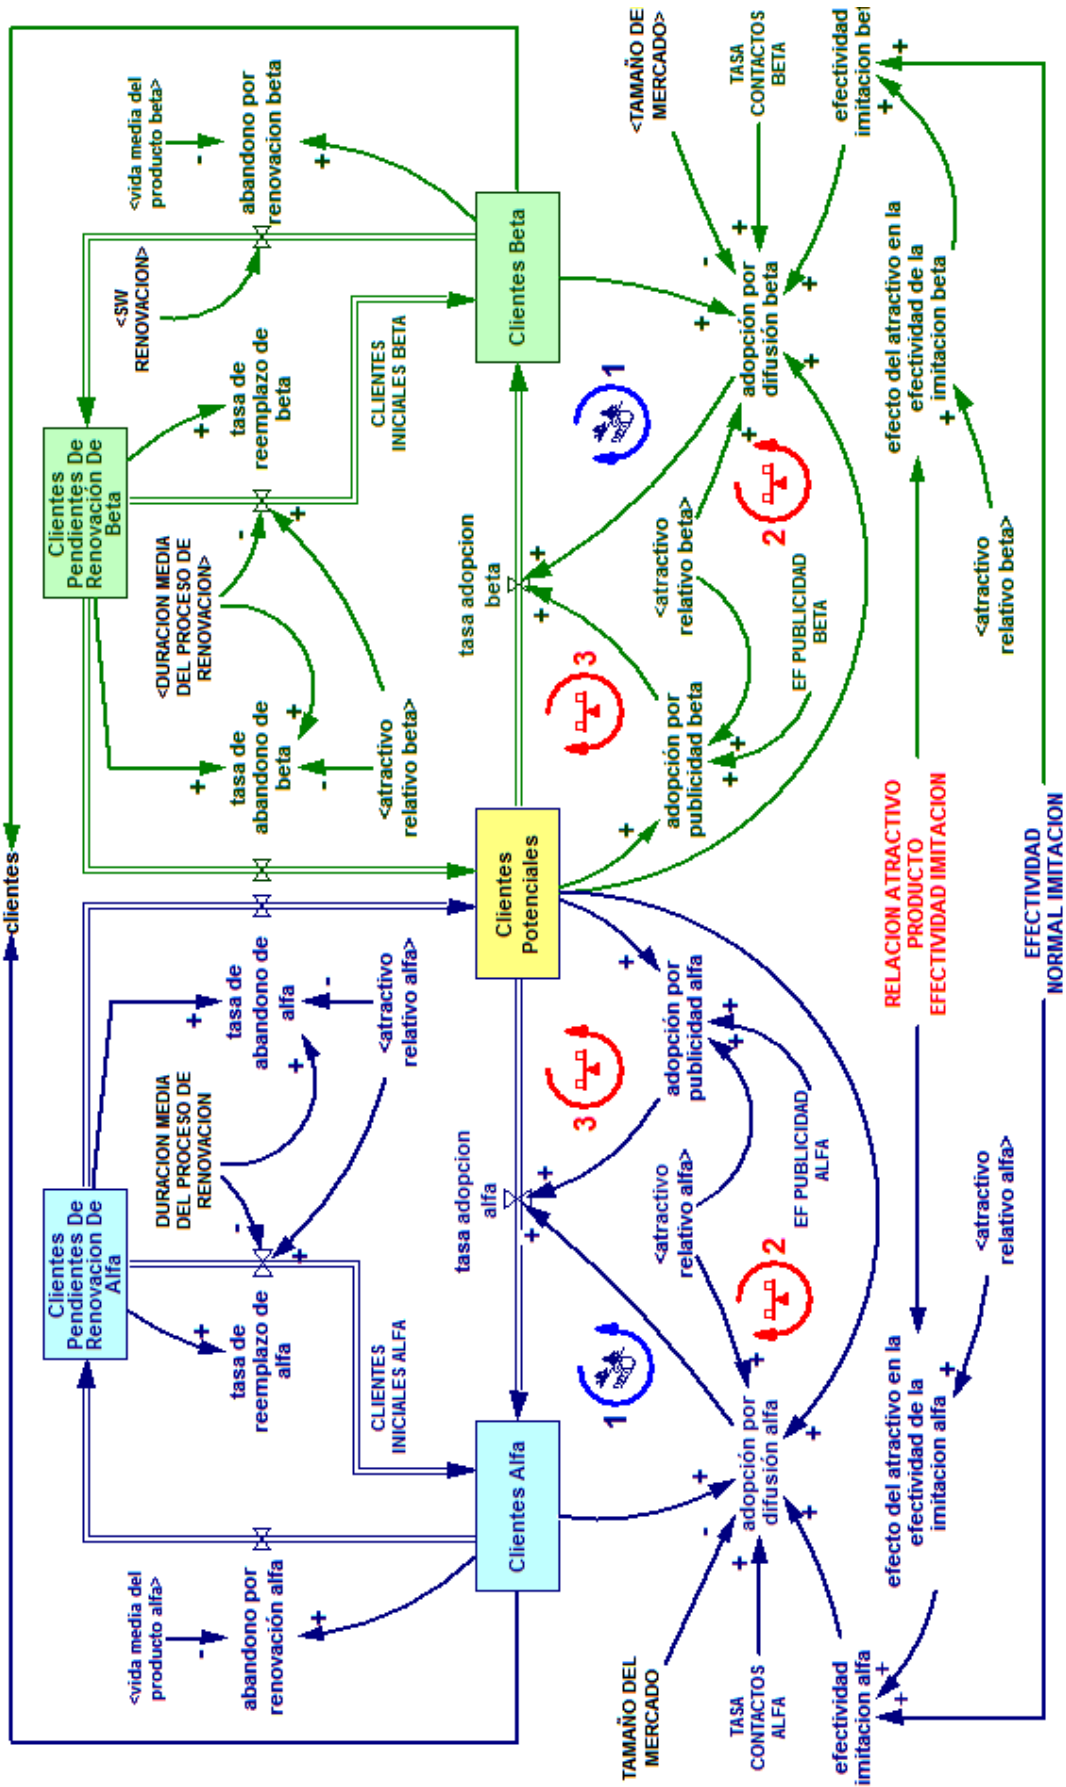 clientes
<vida media del
producto alfa>
abandono por
renovación alfa
Clientes
Pendientes De
Renovación De
Alfa
DURACION MEDIA
DEL PROCESO DE
RENOVACION
tasa de
reemplazo de
alfa
tasa de
abandono de
alfa
<atractivo
relativo alfa>
CLIENTES
INICIALES ALFA
Clientes
Pendientes De
Renovación De
Beta
<DURACION MEDIA
DEL PROCESO DE
RENOVACION>
tasa de
abandono de
beta
<atractivo
relativo beta>
tasa de
reemplazo de
beta
CLIENTES
INICIALES BETA
<SW
RENOVACION>
<vida media del
producto beta>
abandono por
renovacion beta
Clientes Alfa
tasa adopcion
alfa
Clientes
Potenciales
tasa adopcion
beta
Clientes Beta
1
3
3
1
TAMAÑO DEL
MERCADO
TASA
CONTACTOS
ALFA
efectividad
imitacion alfa
adopción por
difusión alfa
2
<atractivo
relativo alfa>
adopción por
publicidad alfa
EF PUBLICIDAD
ALFA
adopción por
publicidad beta
<atractivo
relativo beta>
EF PUBLICIDAD
BETA
2
adopción por
difusión beta
<TAMAÑO DE
MERCADO>
TASA
CONTACTOS
BETA
efectividad
imitacion bet
efecto del atractivo en la
efectividad de la
imitacion alfa
<atractivo
relativo alfa>
RELACION ATRACTIVO
PRODUCTO
EFECTIVIDAD IMITACION
efecto del atractivo en la
efectividad de la
imitacion beta
<atractivo
relativo beta>
EFECTIVIDAD
NORMAL IMITACION